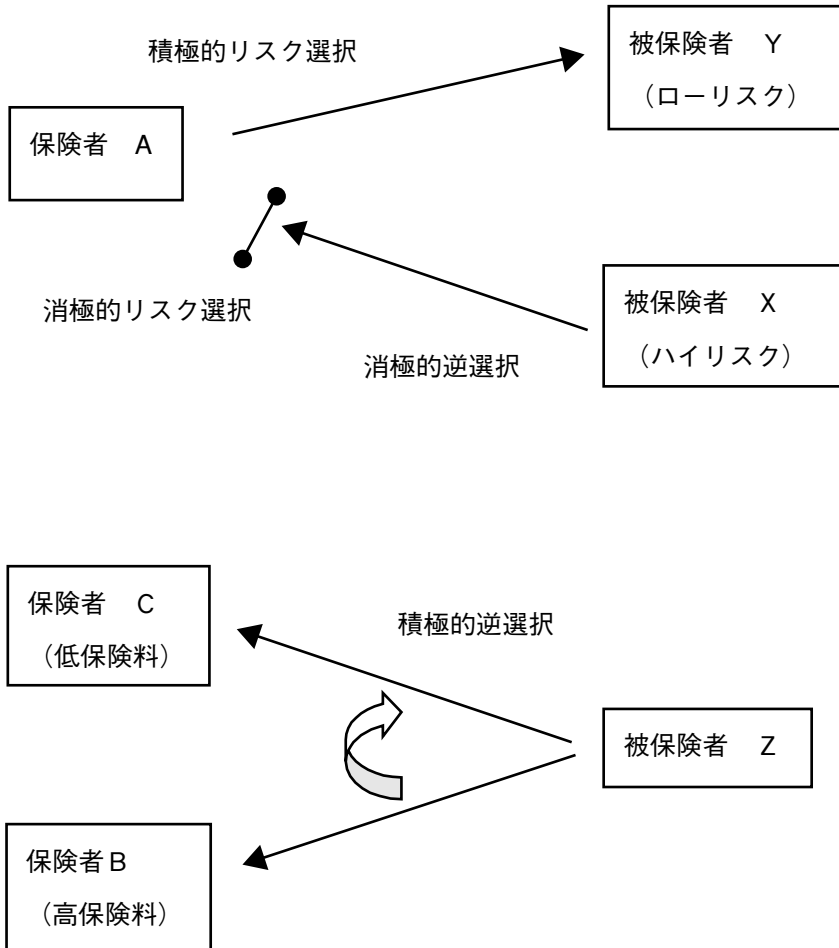 積極的リスク選択
被保険者　Y
（ローリスク）
保険者　A
消極的リスク選択
被保険者　X
（ハイリスク）
消極的逆選択
保険者　C
（低保険料）
積極的逆選択
被保険者　Z
保険者B
（高保険料）